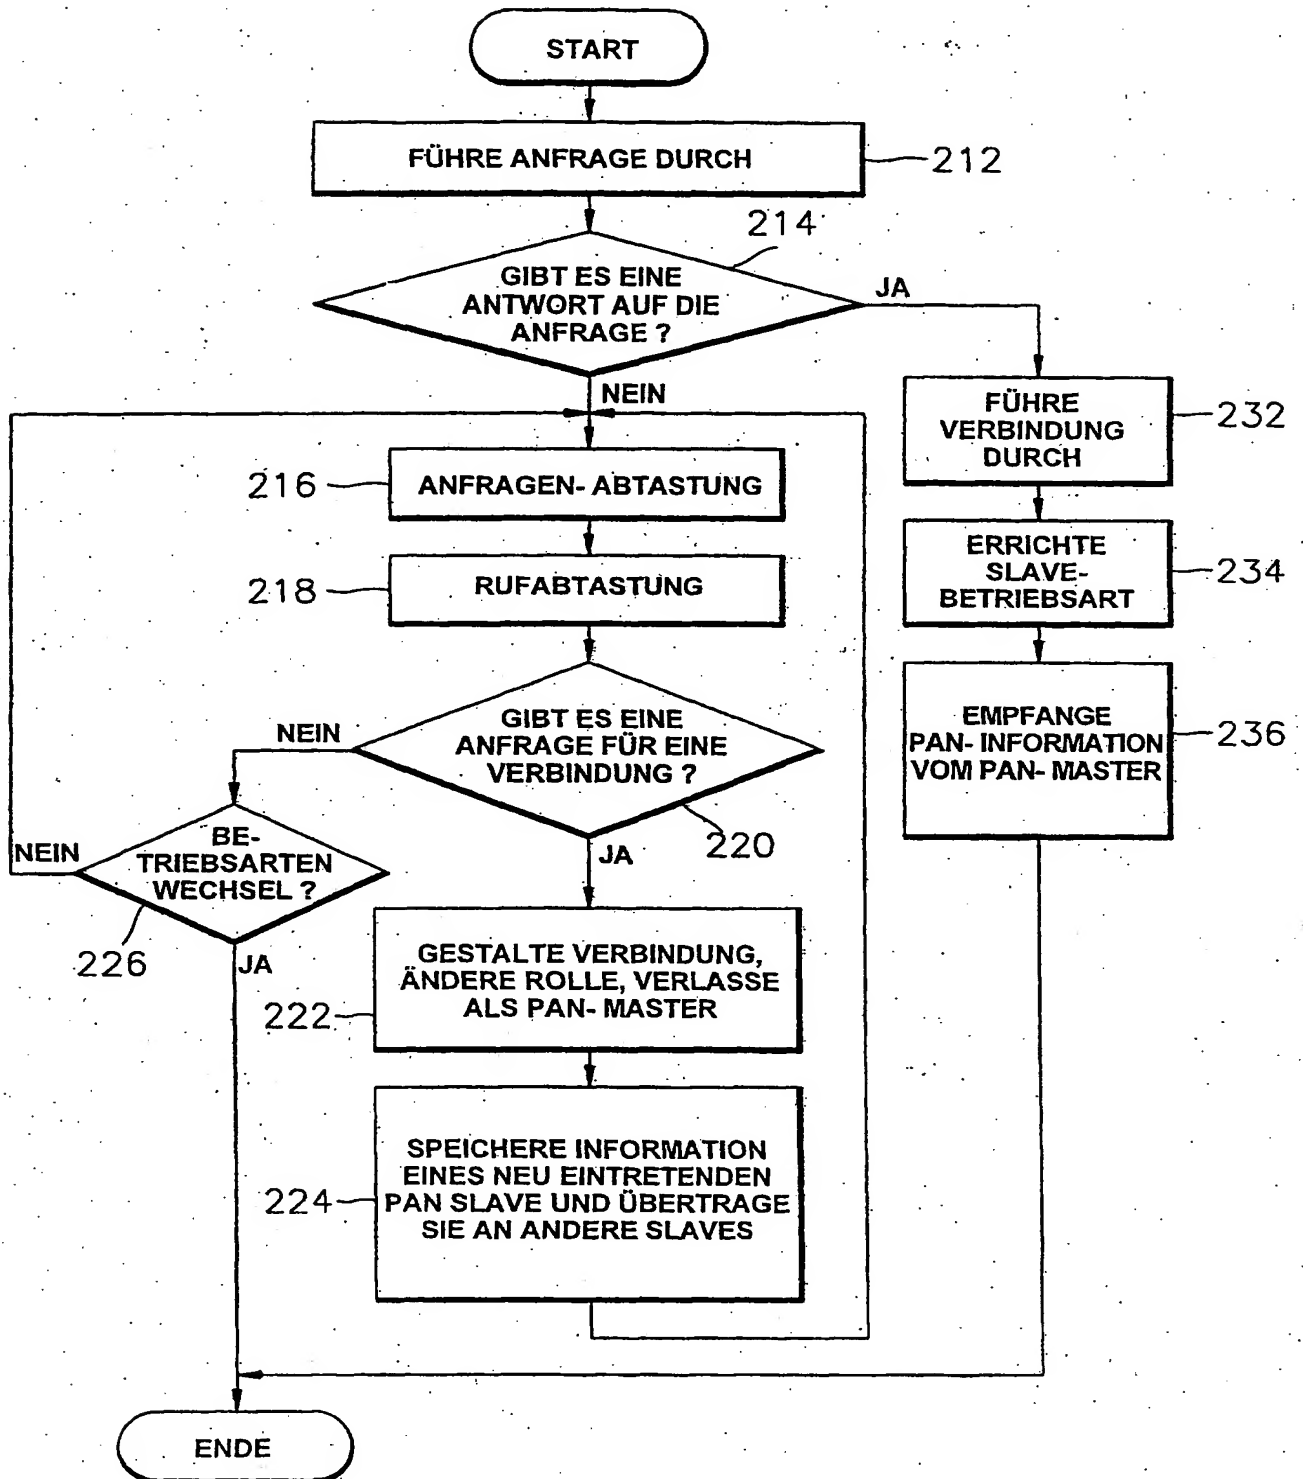 START
FÜHRE ANFRAGE DURCH
212
214
GIBT ES EINE
ANTWORT AUF DIE
ANFRAGE ?
JA
NEIN
FÜHRE
VERBINDUNG
DURCH
232
216
ANFRAGEN- ABTASTUNG
ERRICHTE
SLAVE-
BETRIEBSART
234
218
RUFABTASTUNG
EMPFANGE
PAN- INFORMATION
VOM PAN- MASTER
236
GIBT ES EINE
ANFRAGE FÜR EINE
VERBINDUNG ?
NEIN
220
JA
BE-
TRIEBSARTEN
WECHSEL ?
NEIN
226
JA
GESTALTE VERBINDUNG,
ÄNDERE ROLLE, VERLASSE
ALS PAN- MASTER
222
SPEICHERE INFORMATION
EINES NEU EINTRETENDEN
PAN SLAVE UND ÜBERTRAGE
SIE AN ANDERE SLAVES
224
ENDE